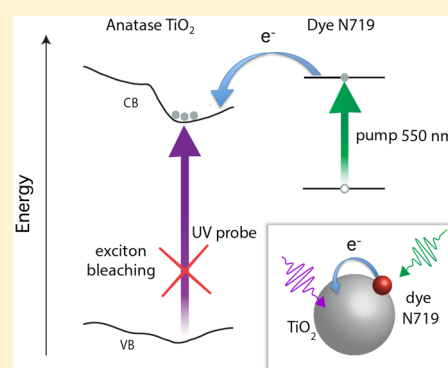 Anatase TiO₂
Dye N719
e⁻
CB
pump 550 nm
Energy
UV probe
exciton
bleaching
e⁻
dye
N719
TiO₂
VB